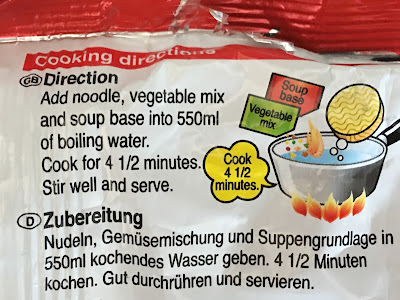 Cooking directions
GB Direction
Add noodle, vegetable mix
and soup base into 550ml
of boiling water.
Cook for 4 1/2 minutes.
Stir well and serve.
Soup
base
Vegetable
mix
Cook
4 1/2
minutes.
D Zubereitung
Nudeln, Gemüsemischung und Suppengrundlage in
550ml kochendes Wasser geben. 4 1/2 Minuten
kochen. Gut durchrühren und servieren.